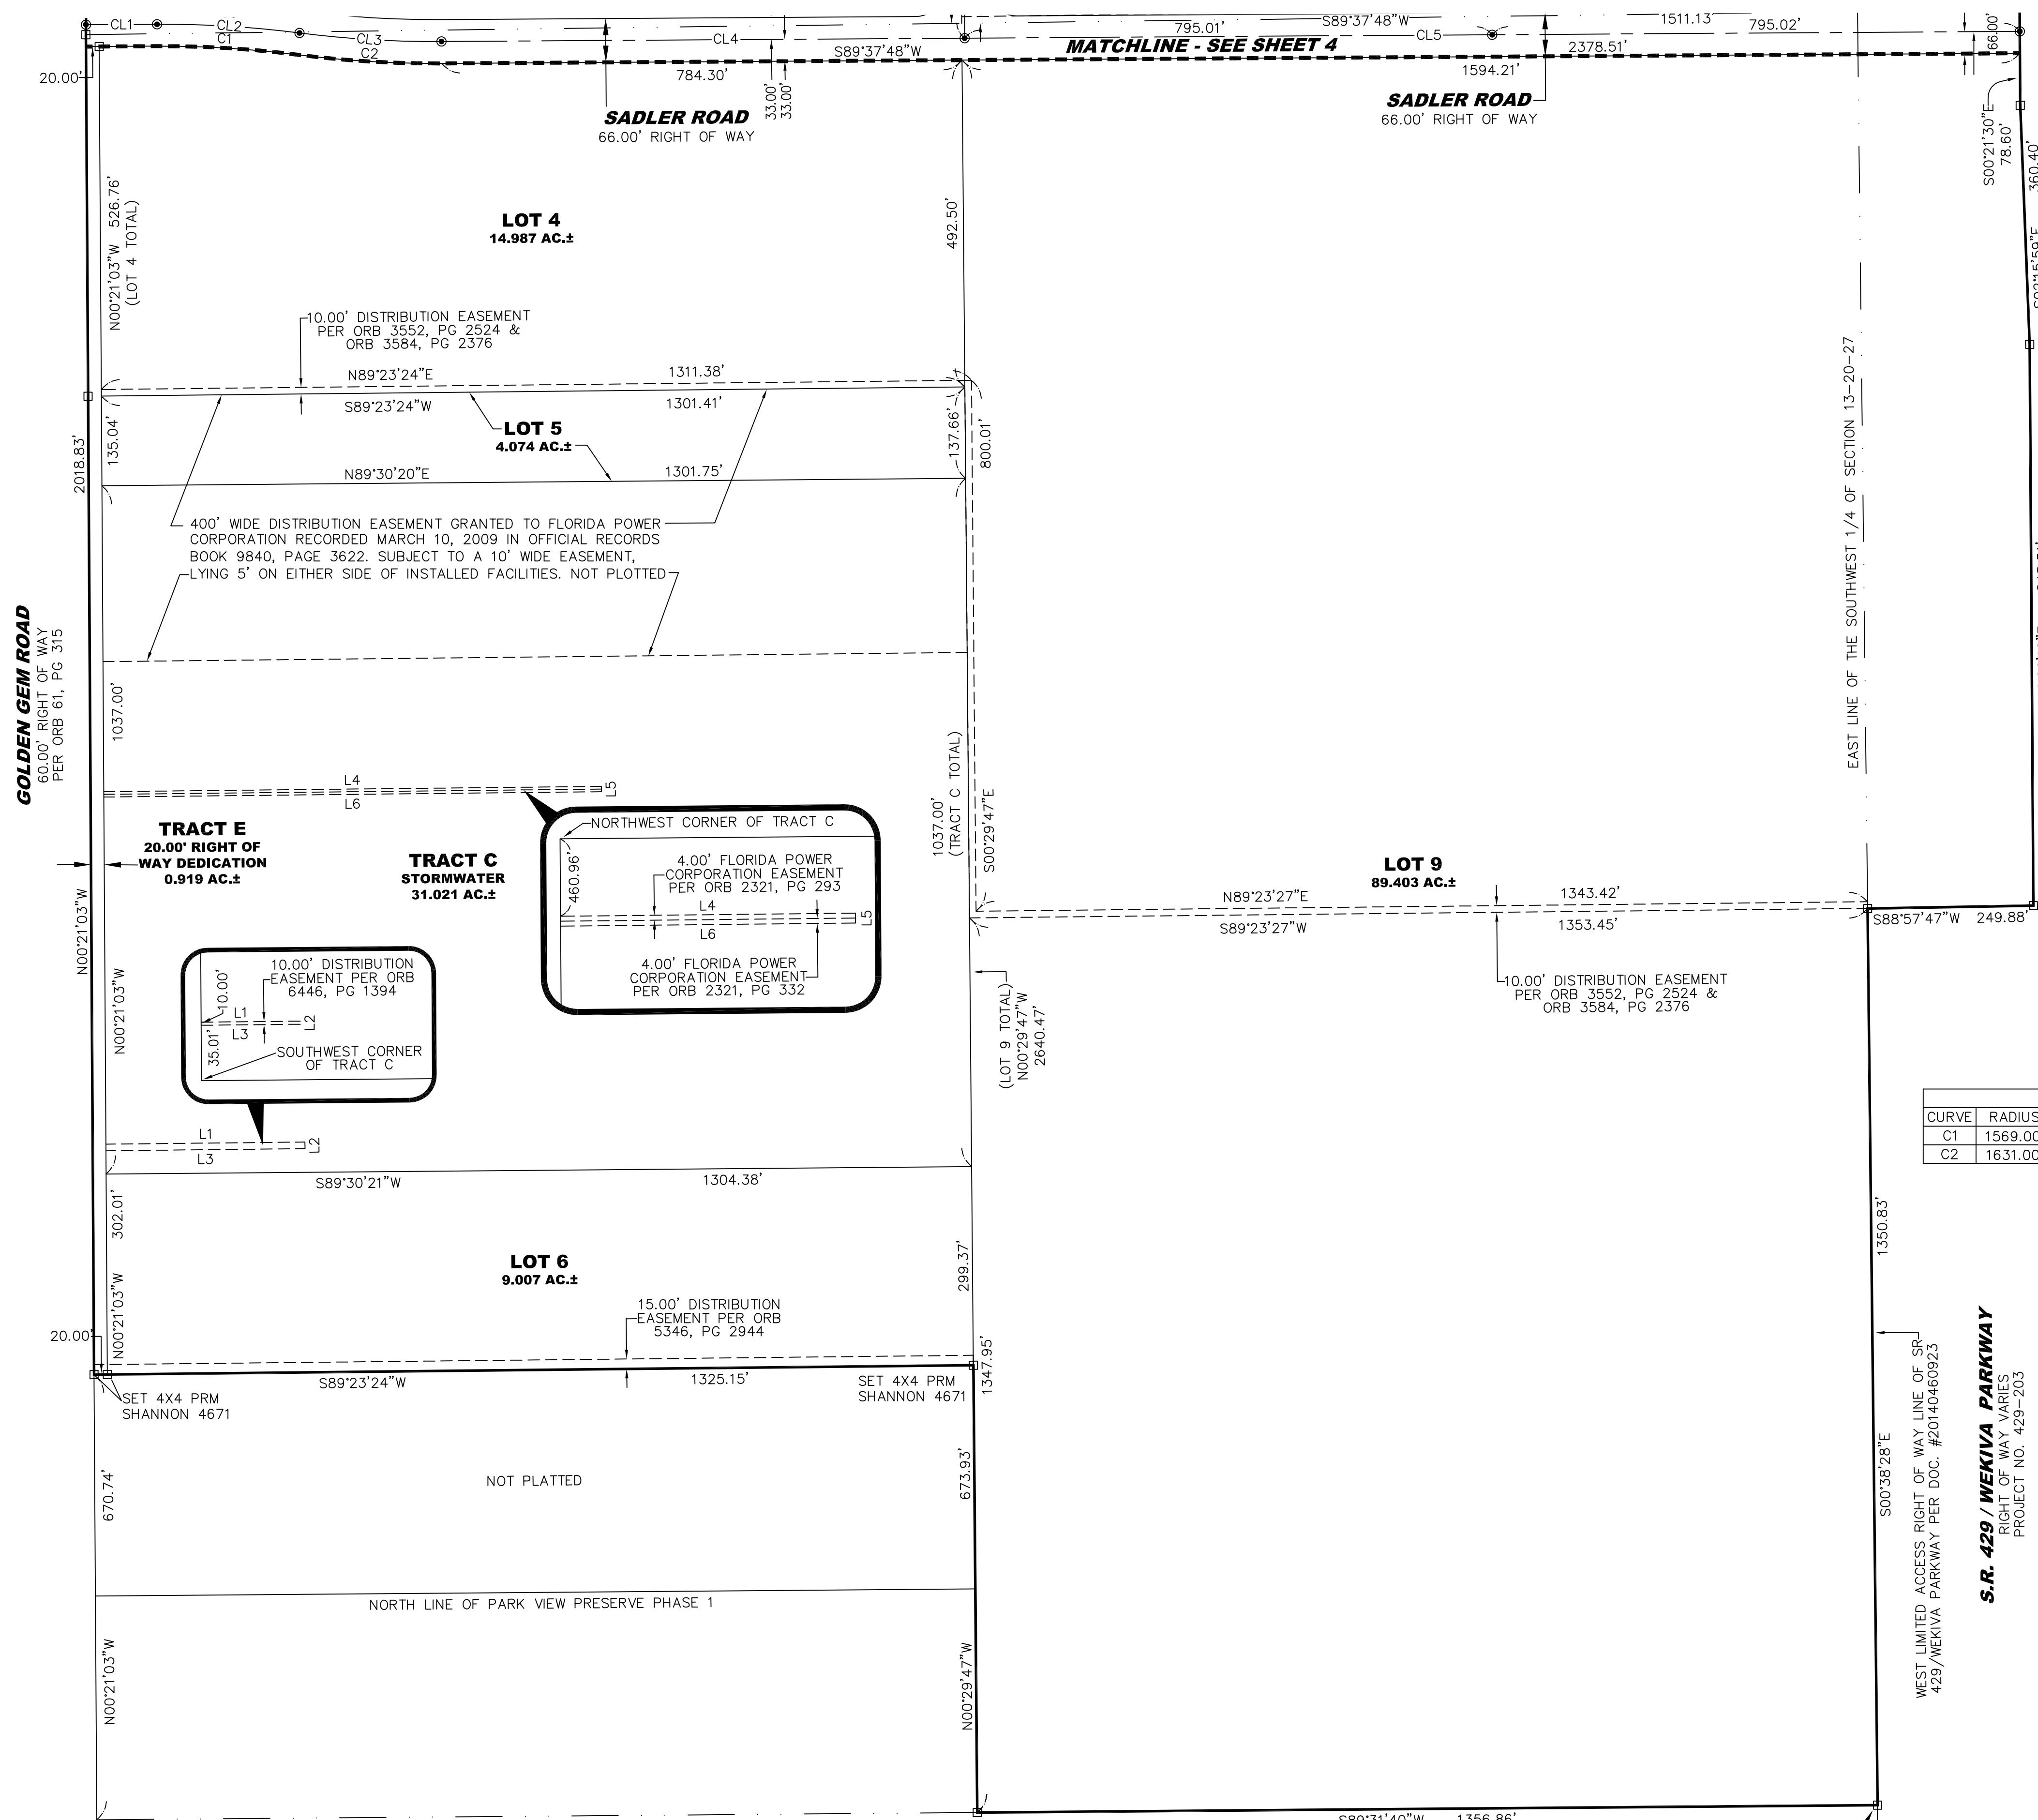 CL1
CL2
C1
CL3
C2
CL4
S89°37'48"W
784.30'
33.00'
33.00'
795.01'
S89°37'48"W
CL5
1511.13'
795.02'
66.00'
MATCHLINE - SEE SHEET 4
2378.51'
1594.21'
20.00'
SADLER ROAD
66.00' RIGHT OF WAY
SADLER ROAD
66.00' RIGHT OF WAY
S00°21'30"E
78.60'
360.40'
S02°15'59"E
N00°21'03"W 526.76'
(LOT 4 TOTAL)
LOT 4
14.987 AC.±
492.50'
10.00' DISTRIBUTION EASEMENT
PER ORB 3552, PG 2524 &
ORB 3584, PG 2376
N89°23'24"E
1311.38'
S89°23'24"W
1301.41'
2018.83'
135.04'
LOT 5
4.074 AC.±
137.66'
800.01'
N89°30'20"E
1301.75'
400' WIDE DISTRIBUTION EASEMENT GRANTED TO FLORIDA POWER
CORPORATION RECORDED MARCH 10, 2009 IN OFFICIAL RECORDS
BOOK 9840, PAGE 3622. SUBJECT TO A 10' WIDE EASEMENT,
LYING 5' ON EITHER SIDE OF INSTALLED FACILITIES. NOT PLOTTED
EAST LINE OF THE SOUTHWEST 1/4 OF SECTION 13-20-27
GOLDEN GEM ROAD
60.00' RIGHT OF WAY
PER ORB 61, PG 315
1037.00'
L4
L6
L5
1037.00'
(TRACT C TOTAL)
S00°29'47"E
TRACT E
20.00' RIGHT OF
WAY DEDICATION
0.919 AC.±
TRACT C
STORMWATER
31.021 AC.±
NORTHWEST CORNER OF TRACT C
460.96'
4.00' FLORIDA POWER
CORPORATION EASEMENT
PER ORB 2321, PG 293
L4
L6
L5
4.00' FLORIDA POWER
CORPORATION EASEMENT
PER ORB 2321, PG 332
LOT 9
89.403 AC.±
N89°23'27"E
1343.42'
S89°23'27"W
1353.45'
S88°57'47"W 249.88'
10.00' DISTRIBUTION EASEMENT
PER ORB 3552, PG 2524 &
ORB 3584, PG 2376
N00°21'03"W
N00°21'03"W
10.00'
10.00' DISTRIBUTION
EASEMENT PER ORB
6446, PG 1394
L1
L3
L2
35.01'
SOUTHWEST CORNER
OF TRACT C
(LOT 9 TOTAL)
N00°29'47"W
2640.47'
CURVE RADIUS
C1 1569.00
C2 1631.00
L1
L3
L2
S89°30'21"W
1304.38'
302.01'
N00°21'03"W
LOT 6
9.007 AC.±
299.37'
1350.83'
15.00' DISTRIBUTION
EASEMENT PER ORB
5346, PG 2944
20.00'
S89°23'24"W
1325.15'
1347.95'
SET 4X4 PRM
SHANNON 4671
SET 4X4 PRM
SHANNON 4671
670.74'
NOT PLATTED
673.93'
S00°38'28"E
WEST LIMITED ACCESS RIGHT OF WAY LINE OF SR
429/WEKIVA PARKWAY PER DOC. #20140460923
S.R. 429 / WEKIVA PARKWAY
RIGHT OF WAY VARIES
PROJECT NO. 429-203
NORTH LINE OF PARK VIEW PRESERVE PHASE 1
N00°21'03"W
N00°29'47"W
S89°31'40"W 1356.86'